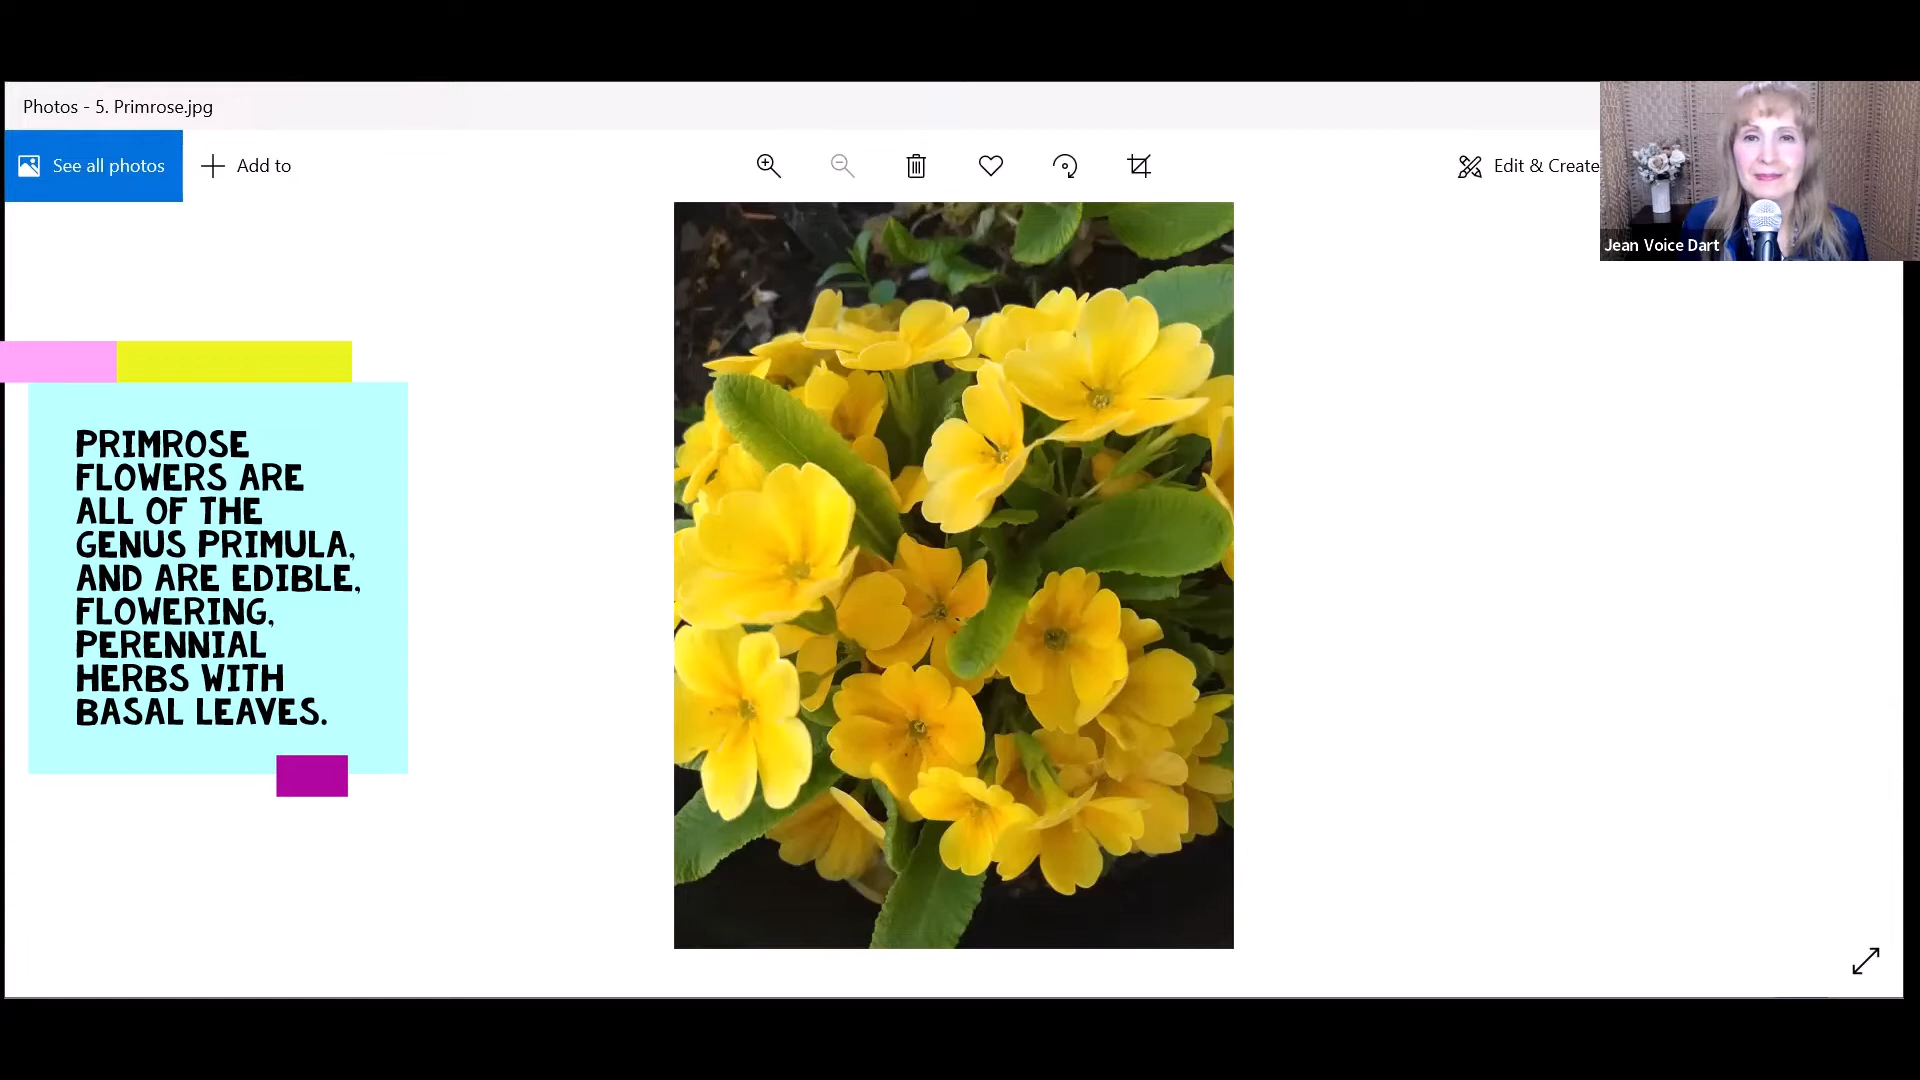 Photos - 5. Primrose.jpg
See all photos
Add to
Edit & Create
Jean Voice Dart
PRIMROSE
FLOWERS ARE
ALL OF THE
GENUS PRIMULA,
AND ARE EDIBLE,
FLOWERING,
PERENNIAL
HERBS WITH
BASAL LEAVES.